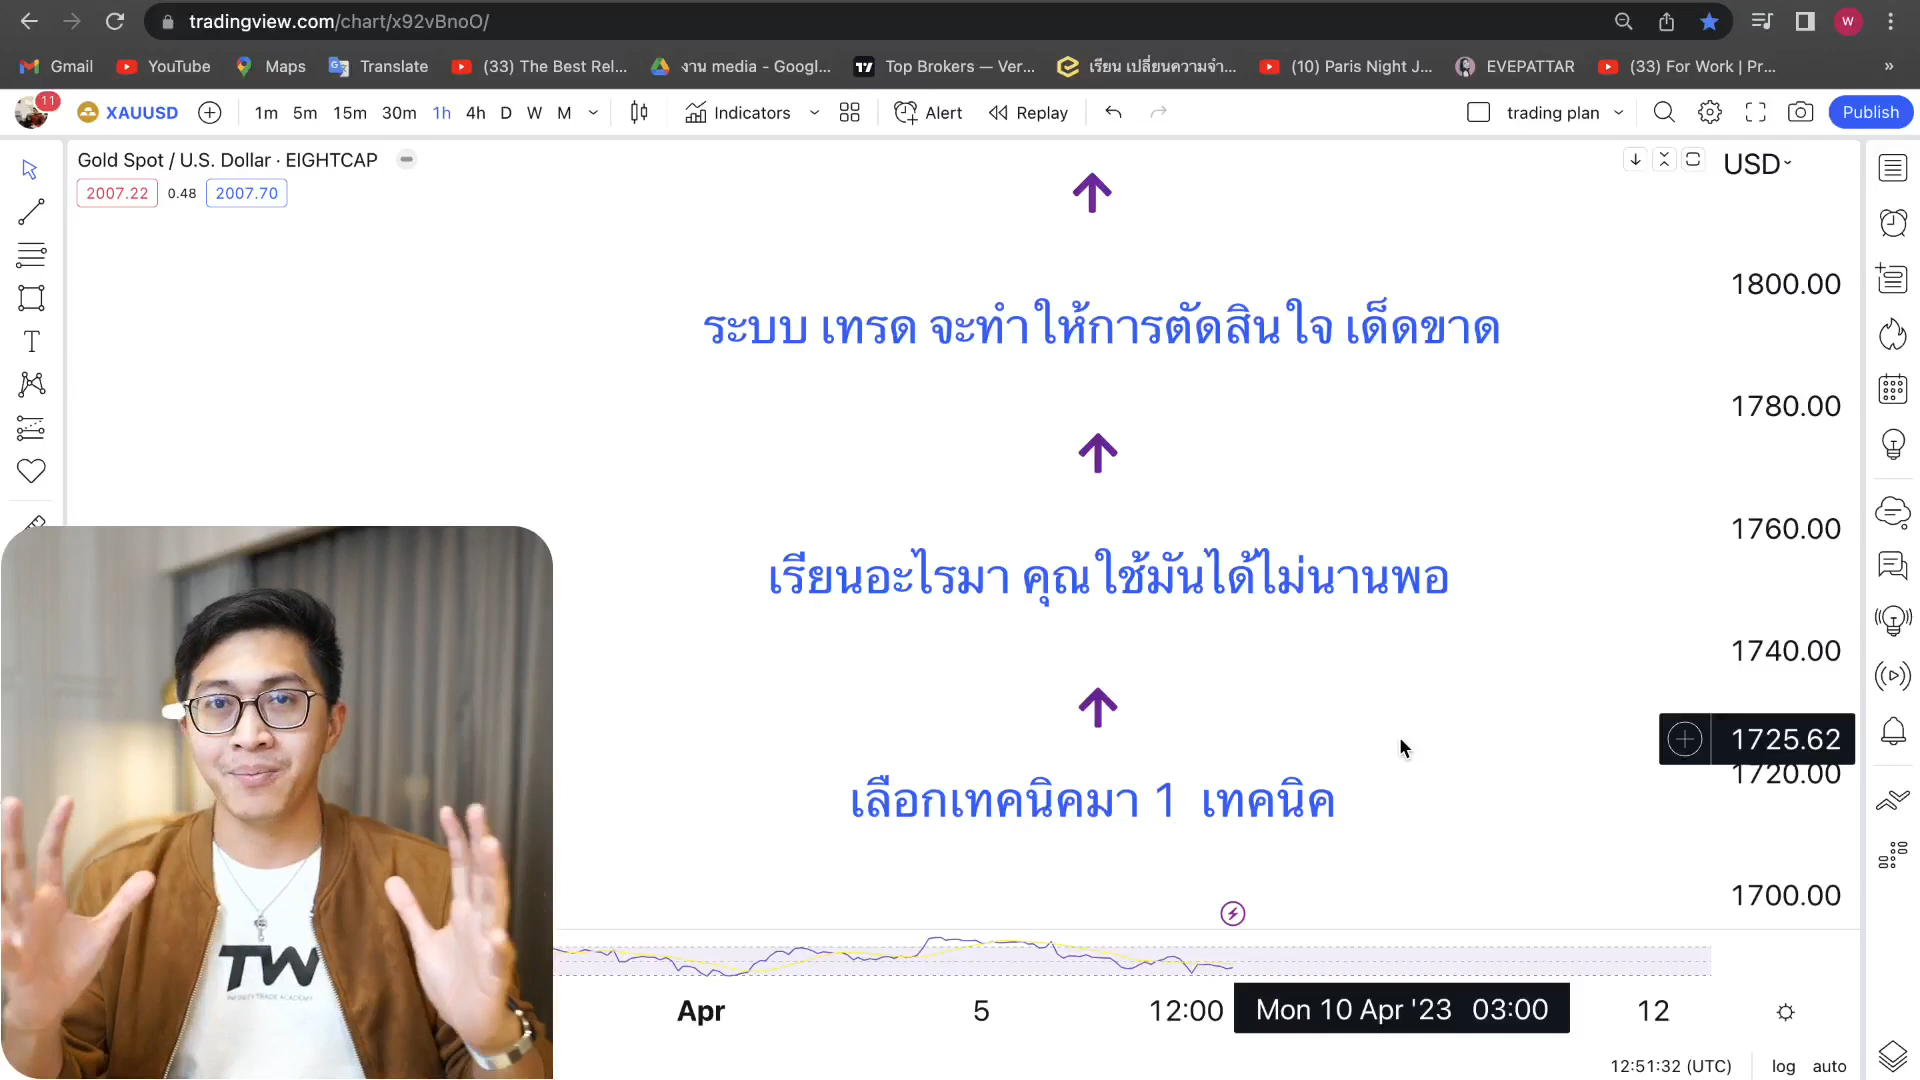 tradingview.com/chart/x92vBnoO/
W
Gmail YouTube Maps Translate (33) The Best Rel... งาน media - Googl... Top Brokers — Ver... เรียน เปลี่ยนความจำ... (10) Paris Night J... EVEPATTAR (33) For Work | Pr... »
11 XAUUSD 1m 5m 15m 30m 1h 4h D W M Indicators Alert Replay trading plan Publish
Gold Spot / U.S. Dollar · EIGHTCAP
USD
2007.22 0.48 2007.70
1800.00
ระบบ เทรด จะทำให้การตัดสินใจ เด็ดขาด
1780.00
1760.00
เรียนอะไรมา คุณใช้มันได้ไม่นานพอ
1740.00
1725.62
1720.00
เลือกเทคนิคมา 1 เทคนิค
1700.00
TW
INFINITY TRADE ACADEMY
Apr 5 12:00 Mon 10 Apr '23 03:00 12
12:51:32 (UTC) log auto